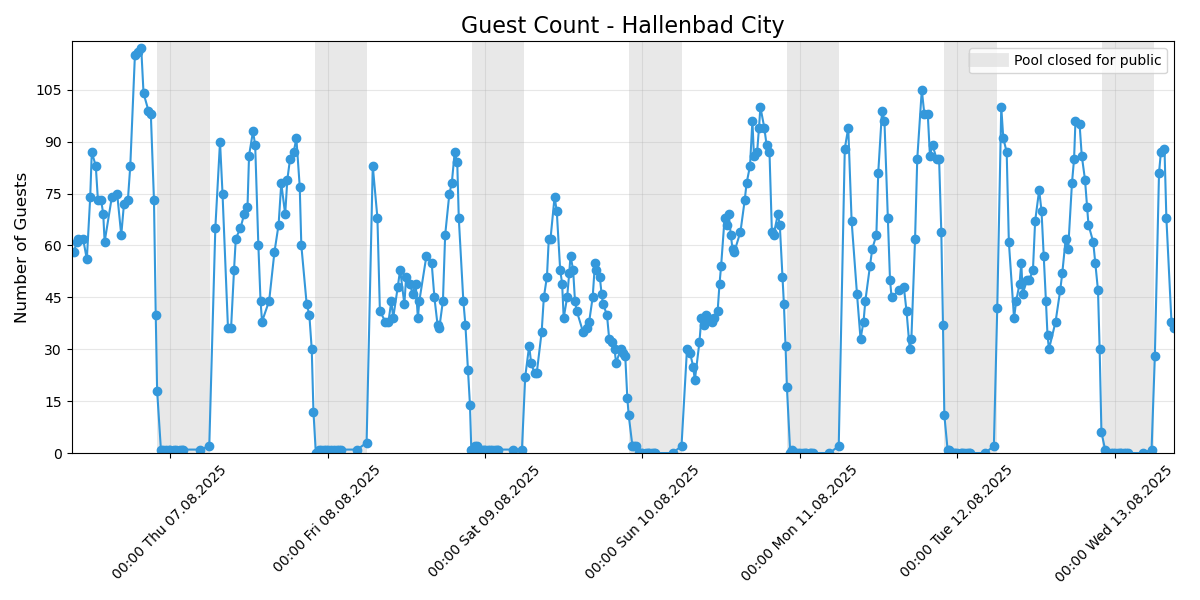 Guest Count - Hallenbad City
Pool closed for public
Number of Guests
105
90
75
60
45
30
15
0
00:00 Thu 07.08.2025
00:00 Fri 08.08.2025
00:00 Sat 09.08.2025
00:00 Sun 10.08.2025
00:00 Mon 11.08.2025
00:00 Tue 12.08.2025
00:00 Wed 13.08.2025